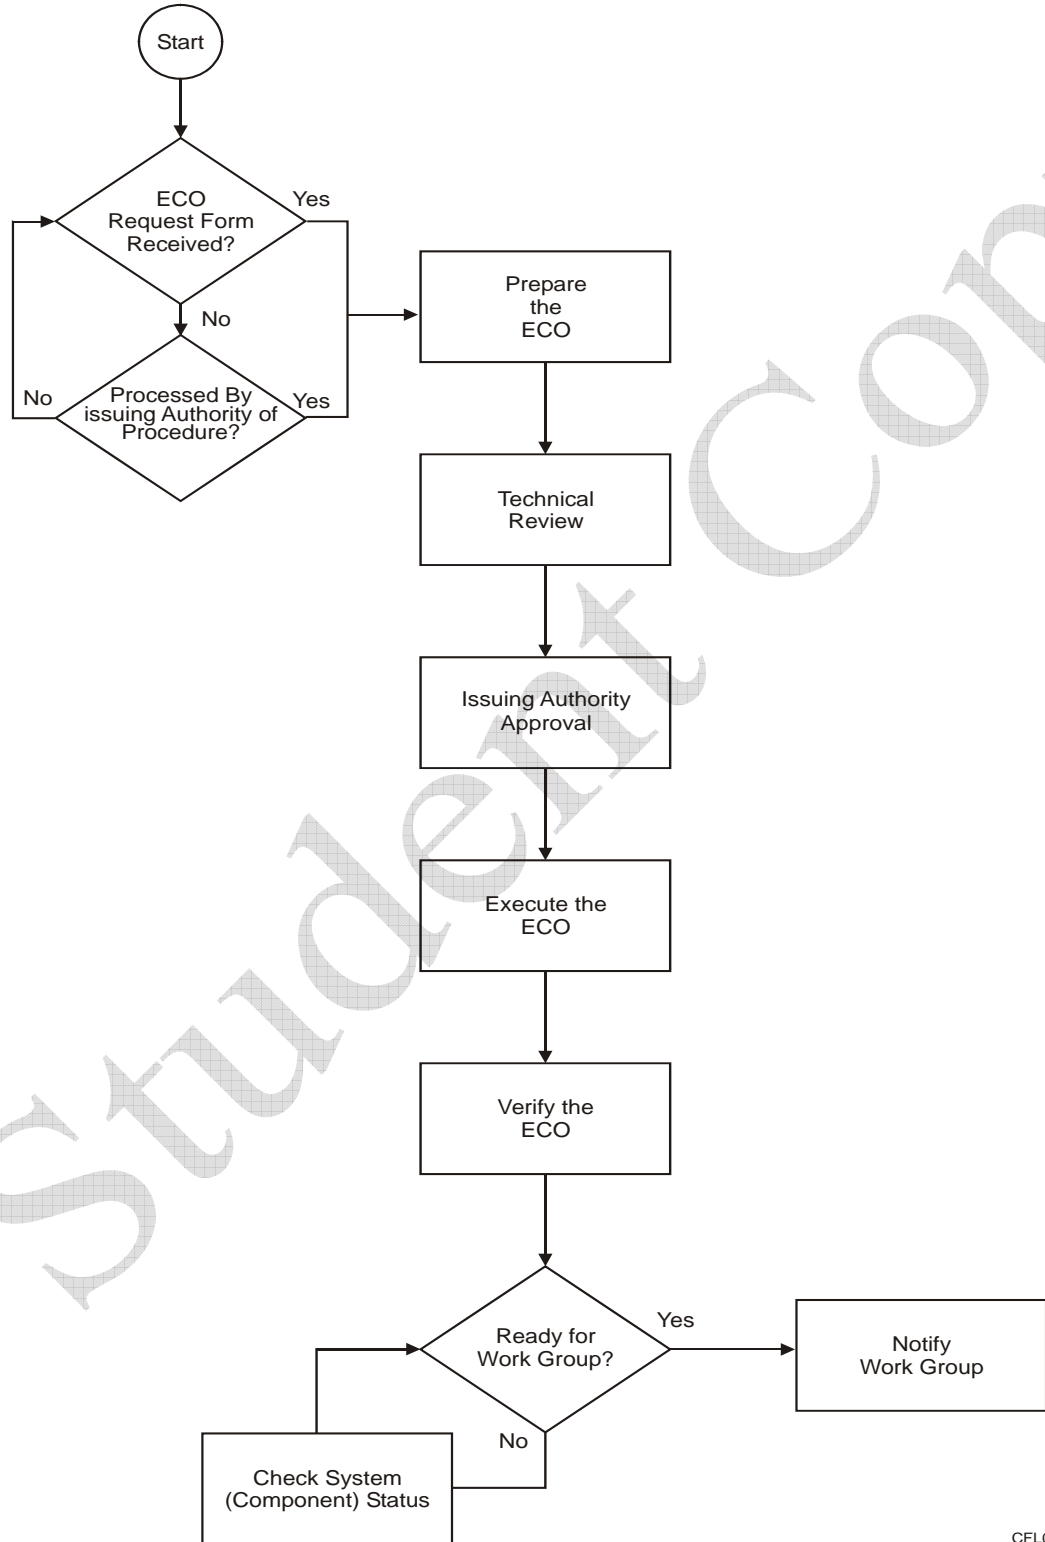 Start
ECO
Request Form
Received?
Yes
No
Processed By
issuing Authority of
Procedure?
No
Yes
Prepare
the
ECO
Technical
Review
Issuing Authority
Approval
Execute the
ECO
Verify the
ECO
Ready for
Work Group?
Yes
No
Notify
Work Group
Check System
(Component) Status
Student